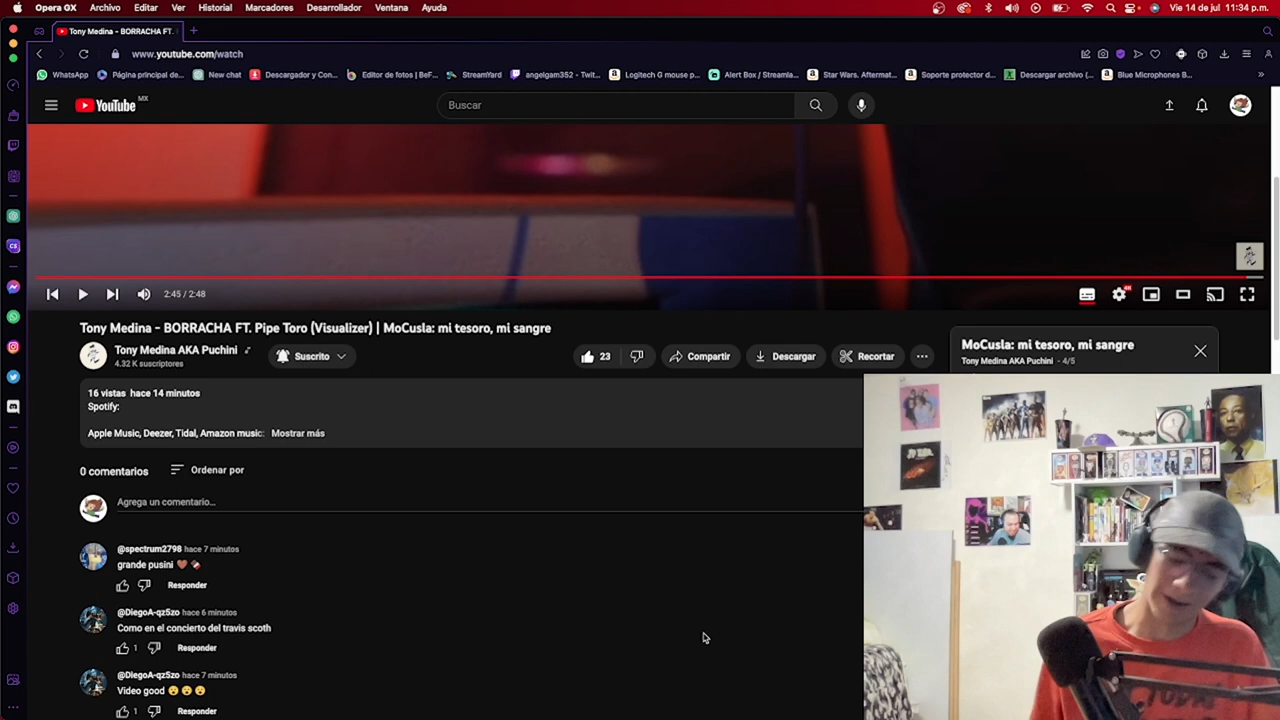 Opera GX Archivo Editar Ver Historial Marcadores Desarrollador Ventana Ayuda Vie 14 de jul 11:34 p.m.
Tony Medina - BORRACHA FT.
www.youtube.com/watch
WhatsApp Página principal de... New chat Descargador y Con... Editor de fotos | BeF... StreamYard angelgam352 - Twit... Logitech G mouse p... Alert Box / Streamla... Star Wars. Aftermat... Soporte protector d... Descargar archivo (... Blue Microphones B...
YouTube MX Buscar
2:45 / 2:48
Tony Medina - BORRACHA FT. Pipe Toro (Visualizer) | MoCusla: mi tesoro, mi sangre
Tony Medina AKA Puchini
4.32 K suscriptores
Suscrito
23
Compartir
Descargar
Recortar
...
MoCusla: mi tesoro, mi sangre
Tony Medina AKA Puchini - 4/5
16 vistas hace 14 minutos
Spotify:
Apple Music, Deezer, Tidal, Amazon music: Mostrar más
0 comentarios Ordenar por
Agrega un comentario...
@spectrum2798 hace 7 minutos
grande pusini 🤎 🍫
Responder
@DiegoA-qz5zo hace 6 minutos
Como en el concierto del travis scoth
1 Responder
@DiegoA-qz5zo hace 7 minutos
Video good 😮 😮 😮
1 Responder